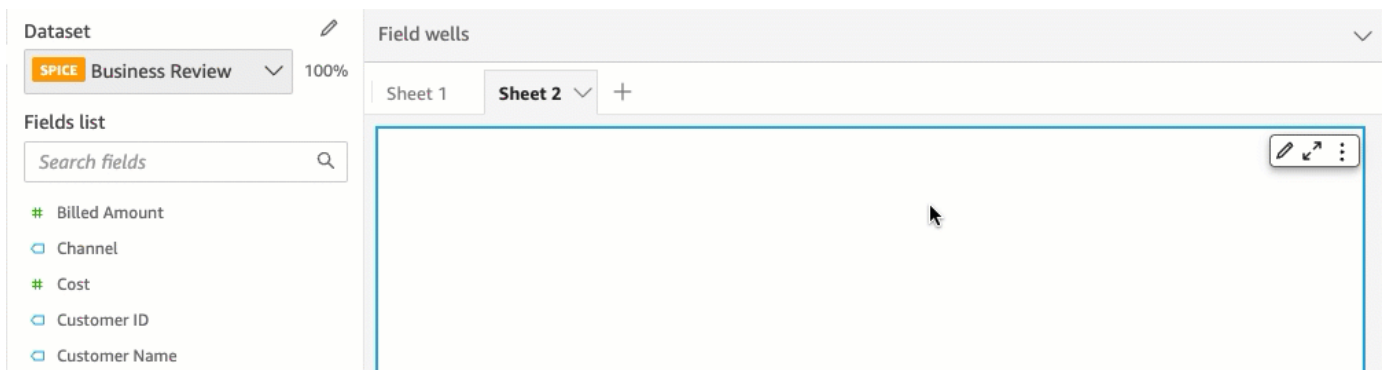 Dataset
SPICE Business Review 100%
Fields list
Search fields
# Billed Amount
Channel
# Cost
Customer ID
Customer Name
Field wells
Sheet 1 Sheet 2 +